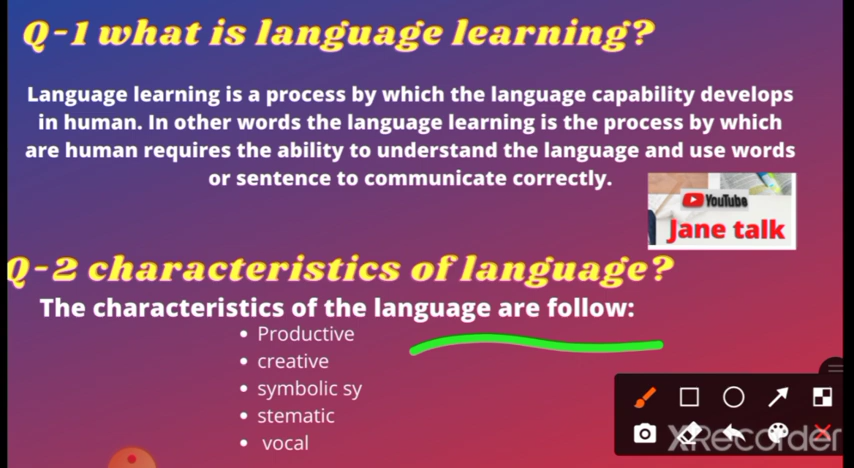 Q-1 what is language learning?
Language learning is a process by which the language capability develops
in human. In other words the language learning is the process by which
are human requires the ability to understand the language and use words
or sentence to communicate correctly.
YouTube
Jane talk
Q-2 characteristics of language?
The characteristics of the language are follow:
• Productive
• creative
• symbolic sy
• stematic
• vocal
XRecorder